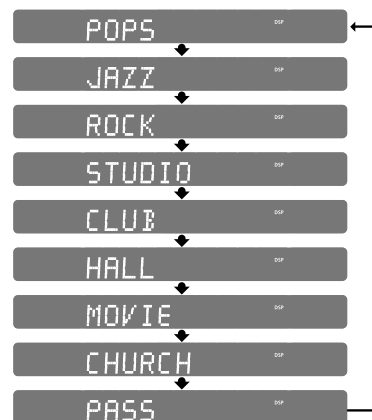 POPS DSP
JAZZ DSP
ROCK DSP
STUDIO DSP
CLUB DSP
HALL DSP
MOVIE DSP
CHURCH DSP
PASS DSP